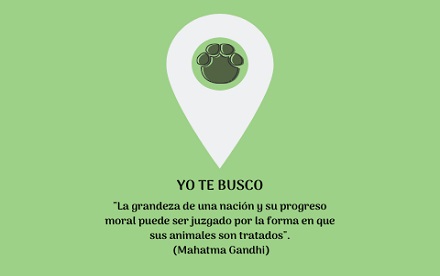 YO TE BUSCO
"La grandeza de una nación y su progreso
moral puede ser juzgado por la forma en que
sus animales son tratados".
(Mahatma Gandhi)